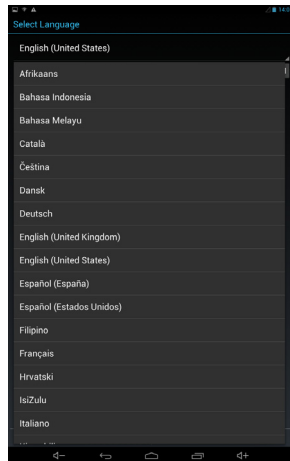 Select Language
English (United States)
Afrikaans
Bahasa Indonesia
Bahasa Melayu
Català
Čeština
Dansk
Deutsch
English (United Kingdom)
English (United States)
Español (España)
Español (Estados Unidos)
Filipino
Français
Hrvatski
IsiZulu
Italiano